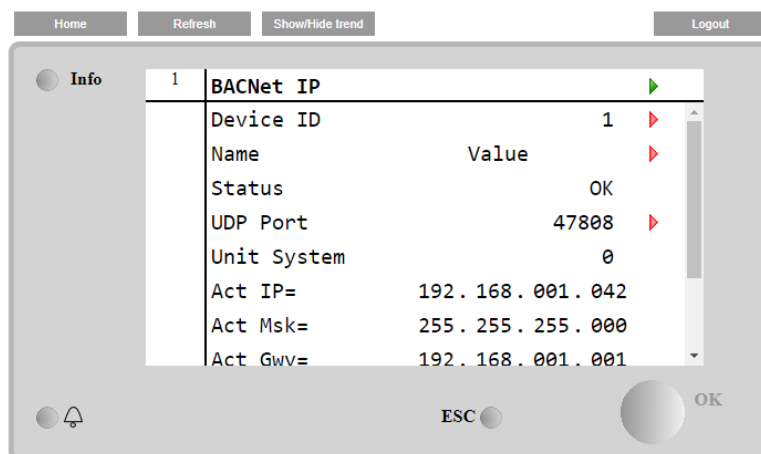 Home Refresh Show/Hide trend Logout
Info
1 BACNet IP
Device ID 1
Name Value
Status OK
UDP Port 47808
Unit System 0
Act IP= 192.168.001.042
Act Msk= 255.255.255.000
Act Gwy= 192.168.001.001
ESC
OK